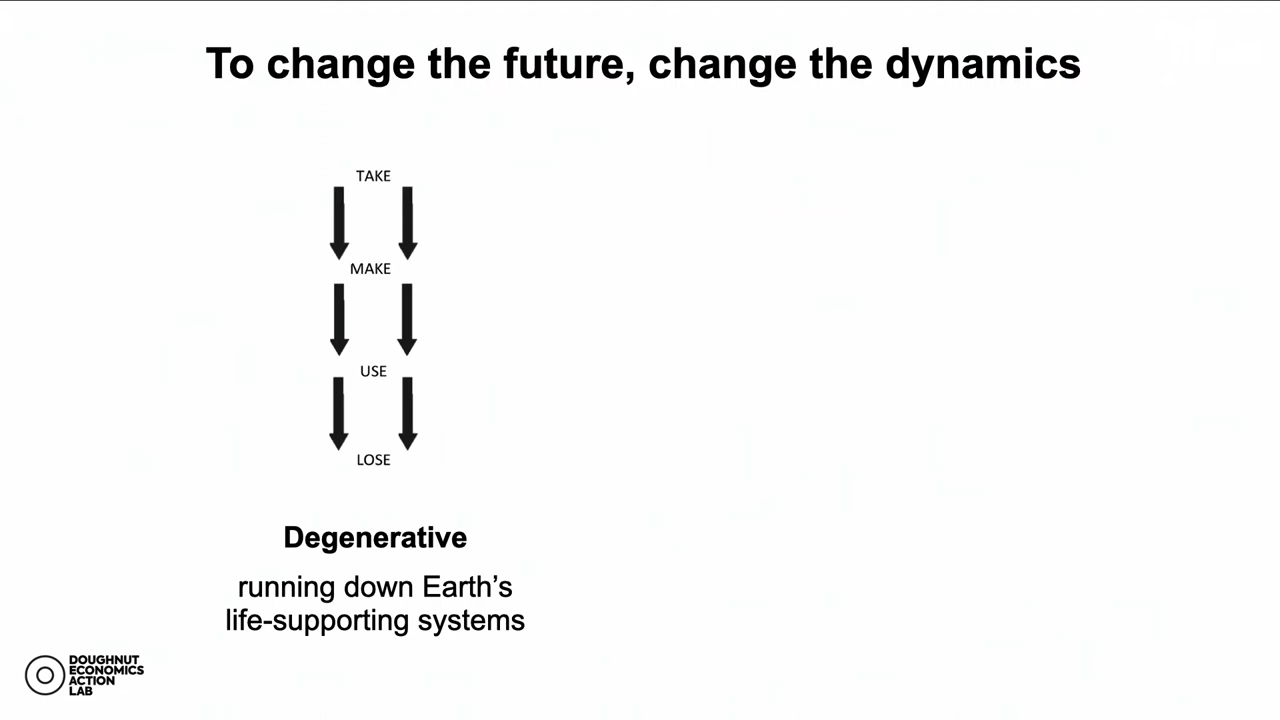 To change the future, change the dynamics
TAKE
MAKE
USE
LOSE
Degenerative
running down Earth’s
life-supporting systems
DOUGHNUT
ECONOMICS
ACTION
LAB